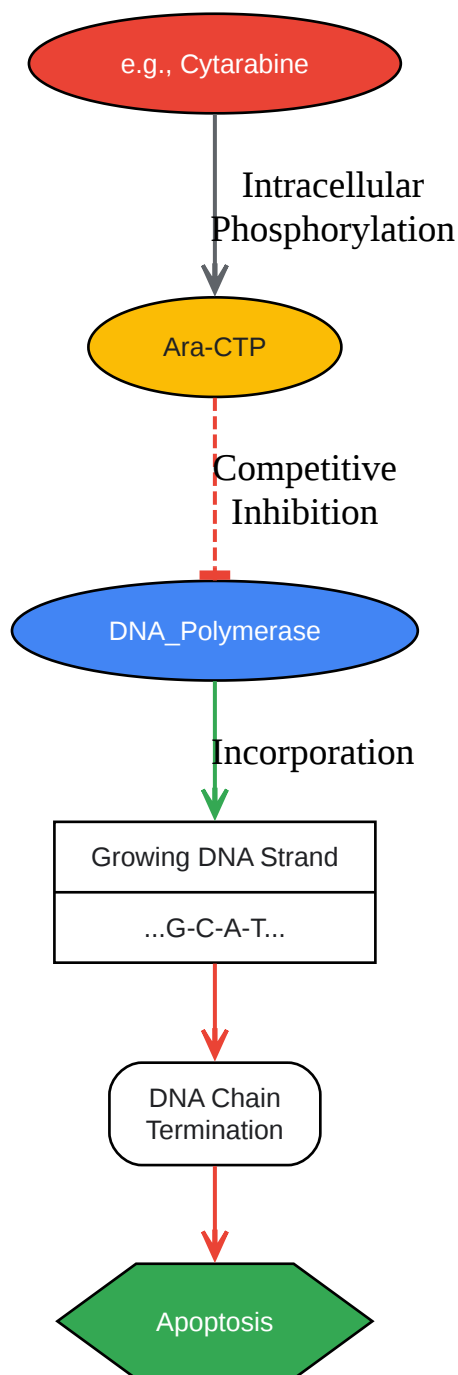 e.g., Cytarabine
Intracellular
Phosphorylation
Ara-CTP
Competitive
Inhibition
DNA_Polymerase
Incorporation
Growing DNA Strand
...G-C-A-T...
DNA Chain
Termination
Apoptosis